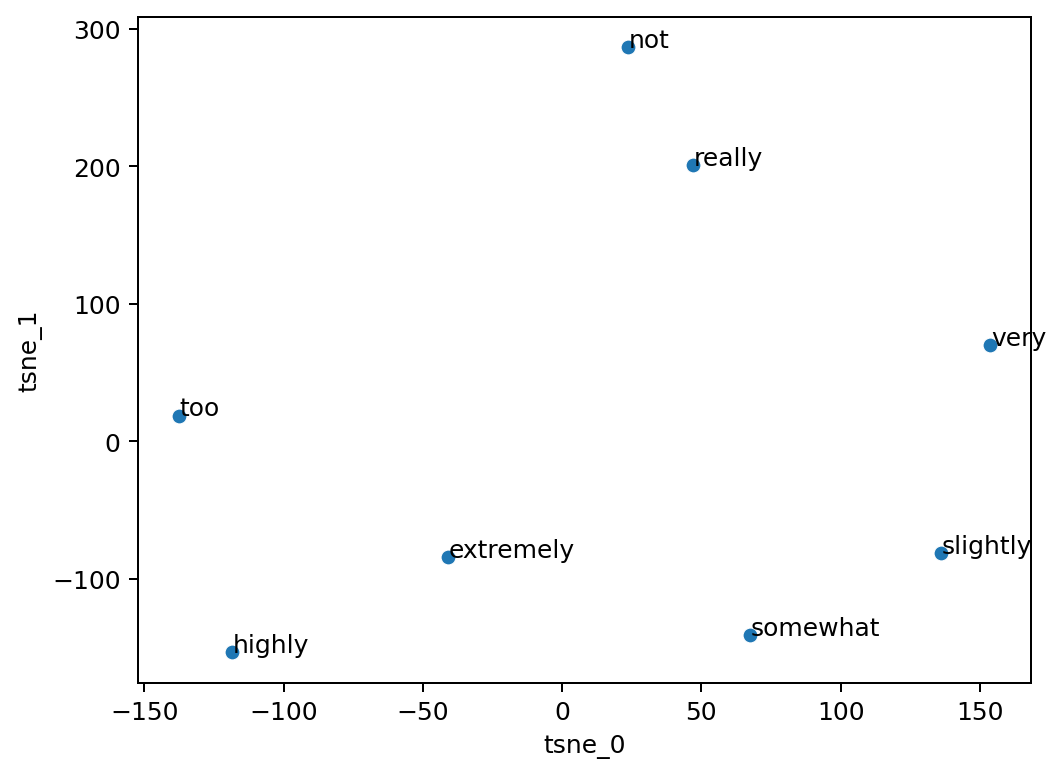 300
not
really
200
100
very
tsne_1
too
0
extremely
slightly
−100
somewhat
highly
−150
−100
−50
0
50
100
150
tsne_0